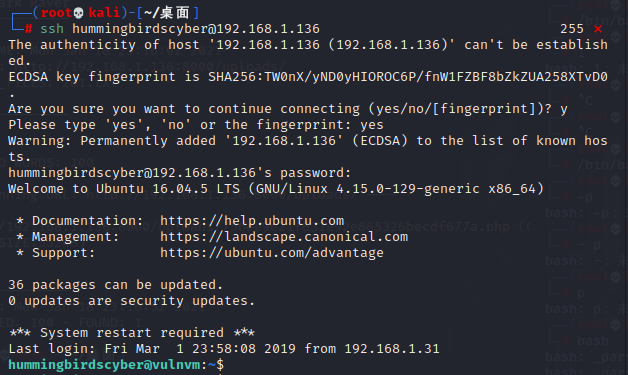 (root💀kali)-[~/桌面]
# ssh hummingbirdscyber@192.168.1.136 255 ⨯
The authenticity of host '192.168.1.136 (192.168.1.136)' can't be establish
ed.
ECDSA key fingerprint is SHA256:TW0nX/yND0yHIOROC6P/fnW1FZBF8bZkZUA258XTvD0
.
Are you sure you want to continue connecting (yes/no/[fingerprint])? y
Please type 'yes', 'no' or the fingerprint: yes
Warning: Permanently added '192.168.1.136' (ECDSA) to the list of known hos
ts.
hummingbirdscyber@192.168.1.136's password:
Welcome to Ubuntu 16.04.5 LTS (GNU/Linux 4.15.0-129-generic x86_64)
* Documentation: https://help.ubuntu.com
* Management: https://landscape.canonical.com
* Support: https://ubuntu.com/advantage
36 packages can be updated.
0 updates are security updates.
*** System restart required ***
Last login: Fri Mar 1 23:58:08 2019 from 192.168.1.31
hummingbirdscyber@vulnvm:~$